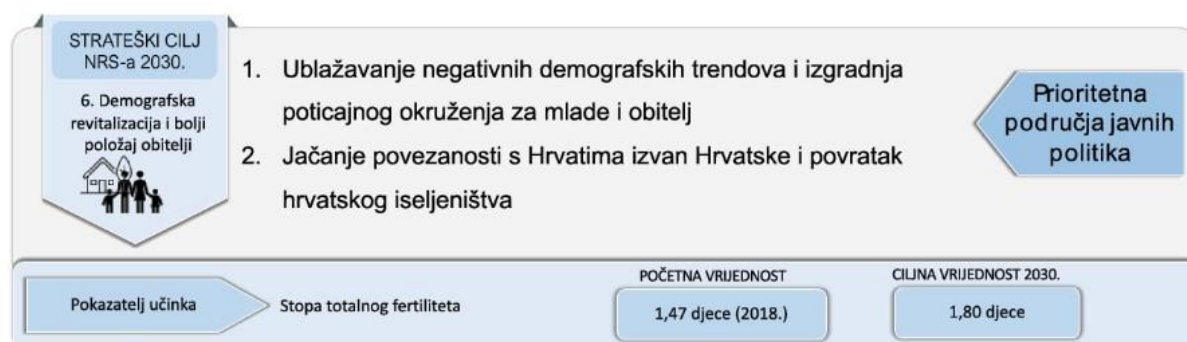 STRATEŠKI CILJ
NRS-a 2030.
6. Demografska
revitalizacija i bolji
položaj obitelji
1. Ublažavanje negativnih demografskih trendova i izgradnja
poticajnog okruženja za mlade i obitelj
2. Jačanje povezanosti s Hrvatima izvan Hrvatske i povratak
hrvatskog iseljeništva
Prioritetna
područja javnih
politika
Pokazatelj učinka
Stopa totalnog fertiliteta
POČETNA VRIJEDNOST
1,47 djece (2018.)
CILJNA VRIJEDNOST 2030.
1,80 djece